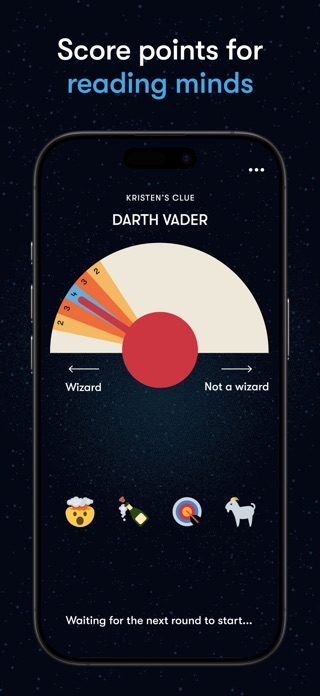 Score points for
reading minds
KRISTEN'S CLUE
DARTH VADER
2
3
4
3
2
Wizard
Not a wizard
Waiting for the next round to start...